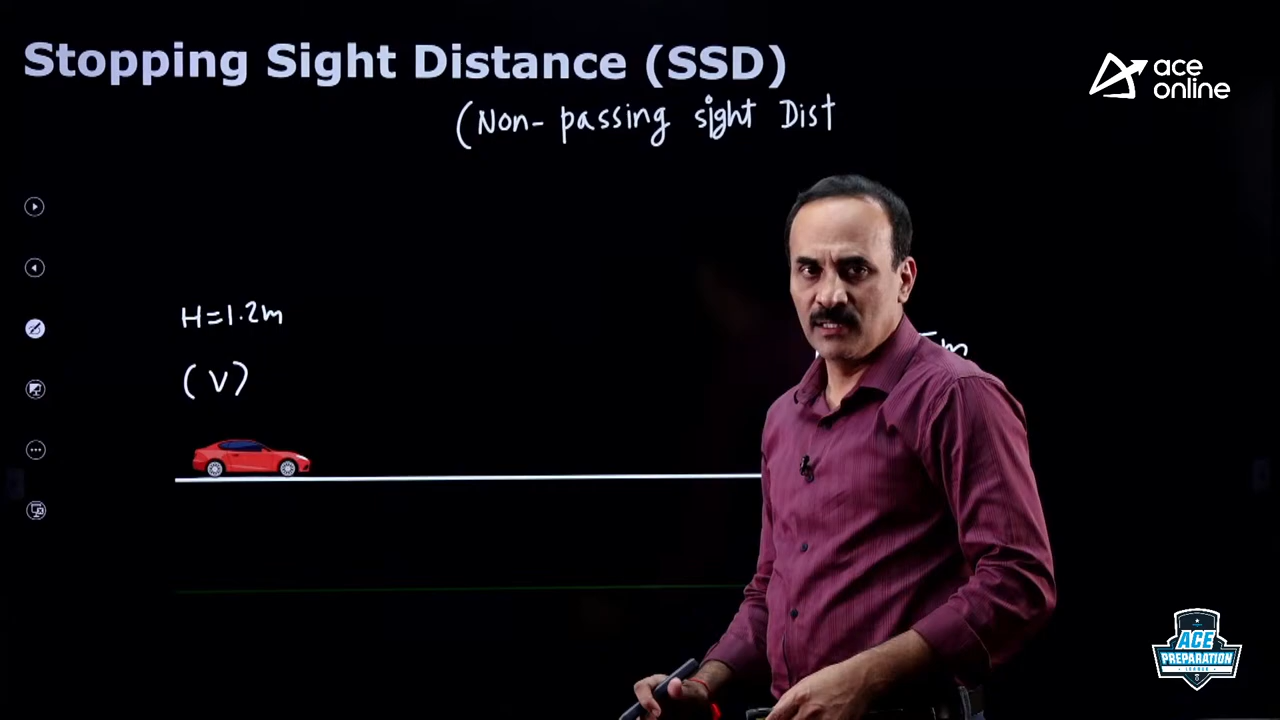 Stopping Sight Distance (SSD)
ace
online
(Non-passing sight Dist
H=1.2m
m
(V)
ACE
PREPARATION